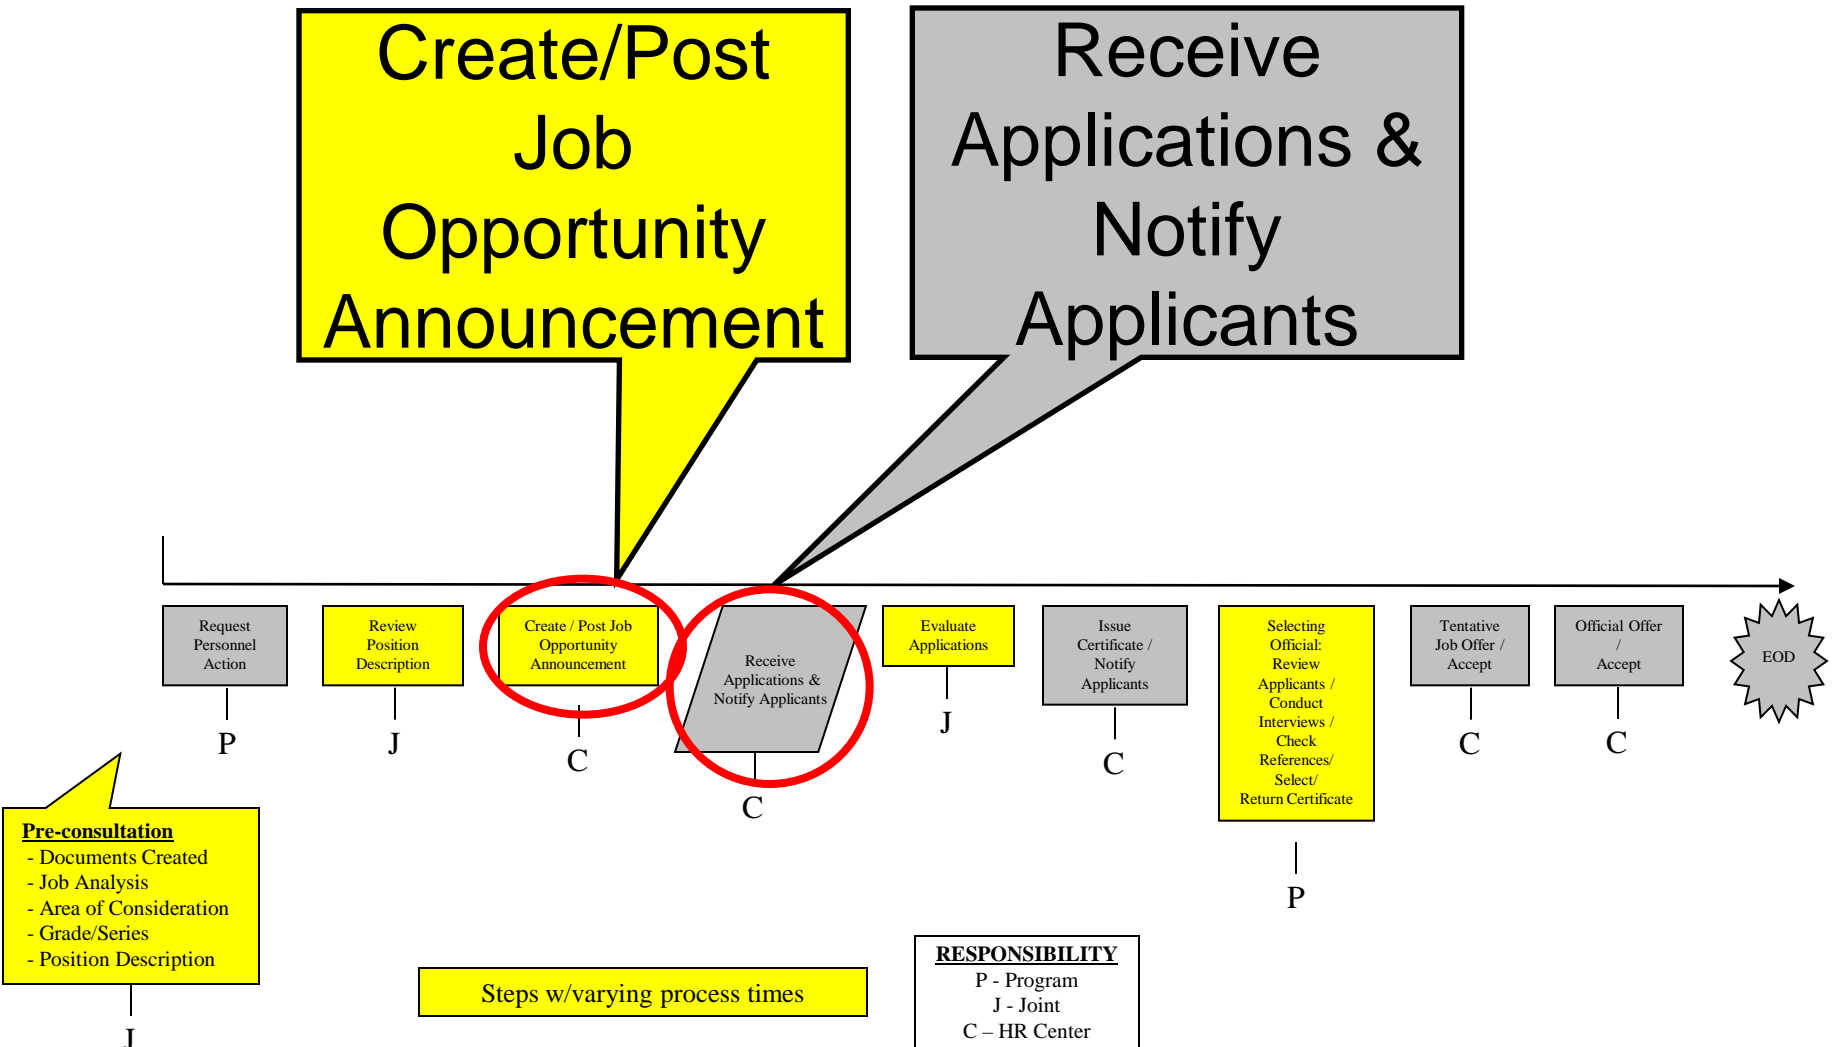 Create/Post
Job
Opportunity
Announcement
Receive
Applications &
Notify
Applicants
Request
Personnel
Action
P
Review
Position
Description
J
Create / Post Job
Opportunity
Announcement
C
Receive
Applications &
Notify Applicants
C
Evaluate
Applications
J
Issue
Certificate /
Notify
Applicants
C
Selecting
Official:
Review
Applicants /
Conduct
Interviews /
Check
References/
Select/
Return Certificate
P
Tentative
Job Offer /
Accept
C
Official Offer
/
Accept
C
EOD
Pre-consultation
- Documents Created
- Job Analysis
- Area of Consideration
- Grade/Series
- Position Description
J
Steps w/varying process times
RESPONSIBILITY
P - Program
J - Joint
C – HR Center